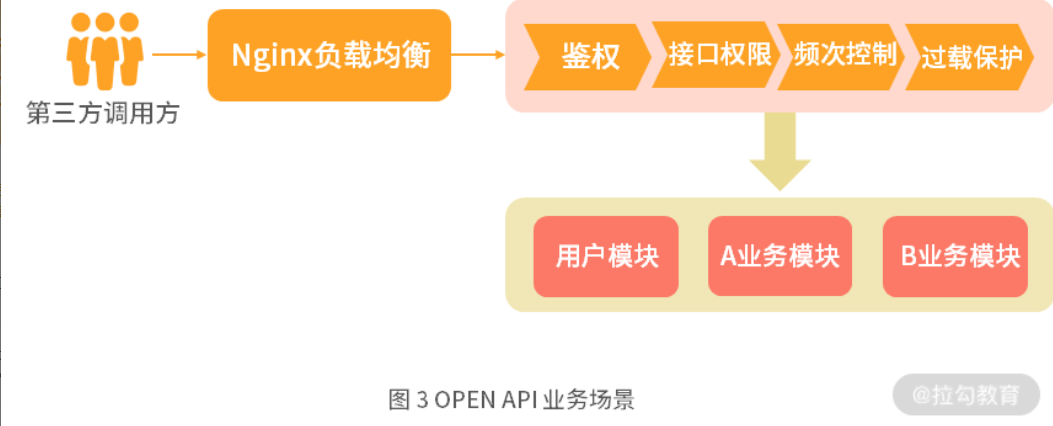 第三方调用方
Nginx负载均衡
鉴权
接口权限
频次控制
过载保护
用户模块
A业务模块
B业务模块
图 3 OPEN API 业务场景
@拉勾教育